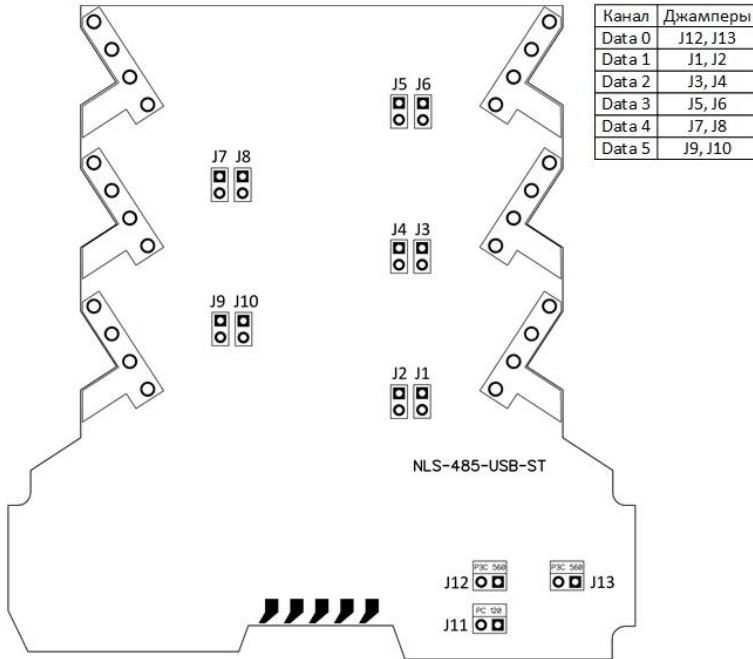 Канал Джамперы
Data 0 J12, J13
Data 1 J1, J2
Data 2 J3, J4
Data 3 J5, J6
Data 4 J7, J8
Data 5 J9, J10
J5 J6
J7 J8
J4 J3
J9 J10
J2 J1
NLS-485-USB-ST
РЗС 560 РЗС 560
J12 J13
РС 120
J11